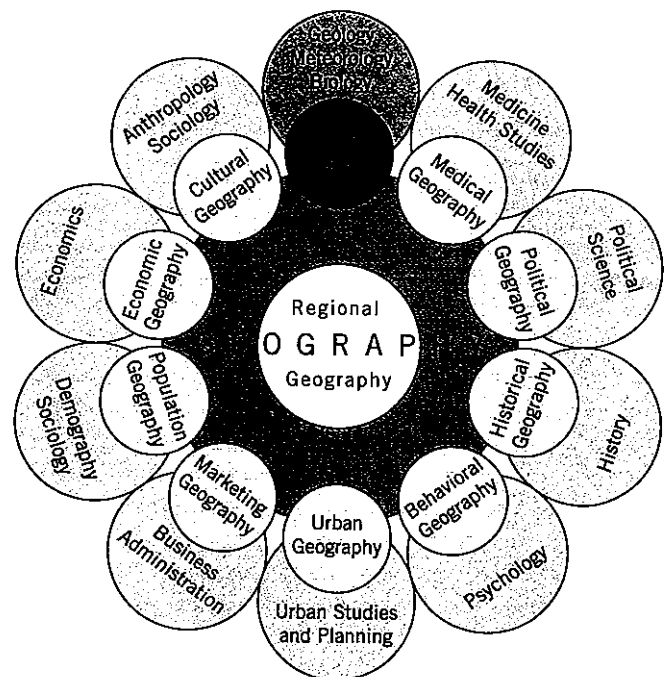 Geology
Meteorology
Biology
Medicine
Health Studies
Medical
Geography
Political
Science
Political
Geography
History
Historical
Geography
Psychology
Behavioral
Geography
Urban
Geography
Urban Studies
and Planning
Marketing
Geography
Business
Administration
Population
Geography
Demography
Sociology
Economic
Geography
Economics
Cultural
Geography
Anthropology
Sociology
Regional
O G R A P
Geography